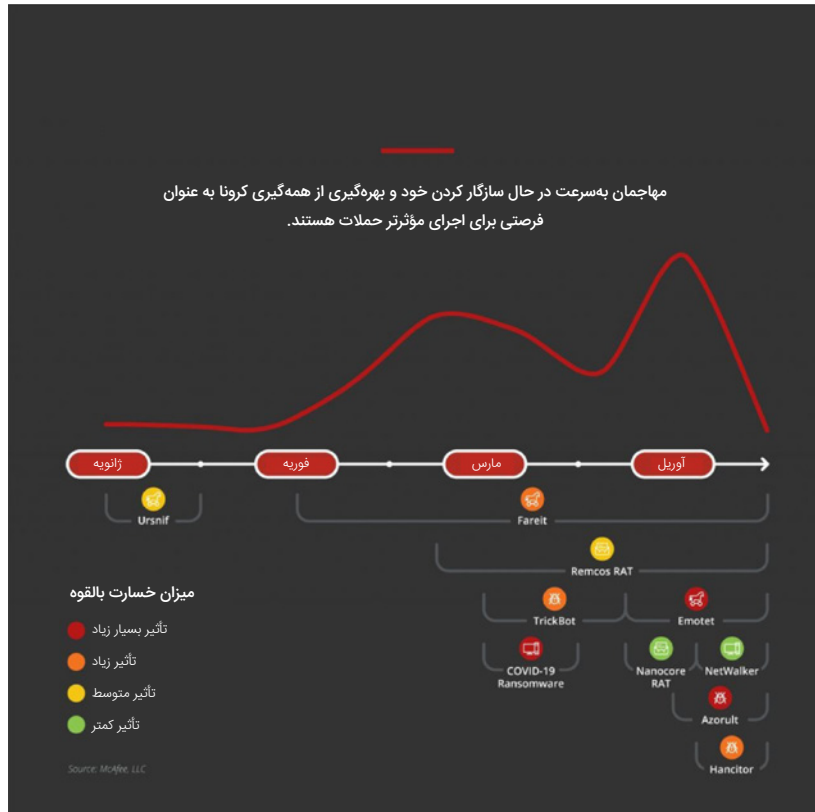 مهاجمان به‌سرعت در حال سازگار کردن خود و بهره‌گیری از همه‌گیری کرونا به عنوان
فرصتی برای اجرای مؤثرتر حملات هستند.
ژانویه
فوریه
مارس
آوریل
Ursnif
Fareit
Remcos RAT
TrickBot
Emotet
COVID-19
Ransomware
Nanocore
RAT
NetWalker
Azorult
Hancitor
میزان خسارت بالقوه
تأثیر بسیار زیاد
تأثیر زیاد
تأثیر متوسط
تأثیر کمتر
Source: McAfee, LLC